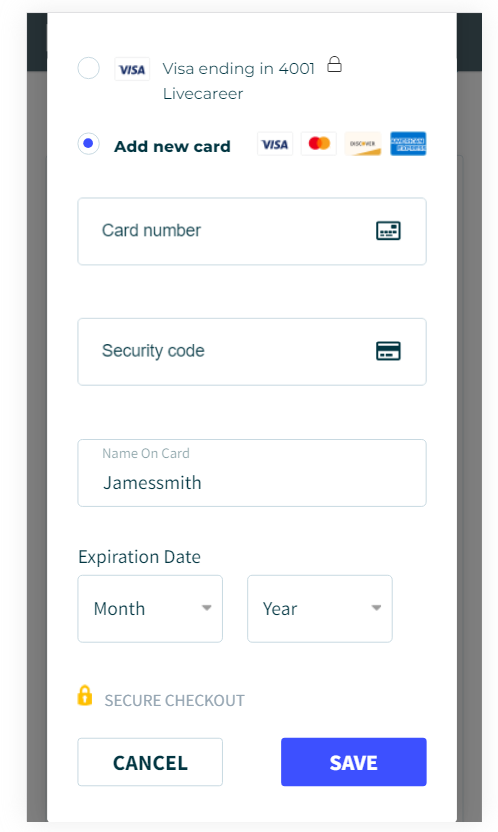 VISA Visa ending in 4001
Livecareer
Add new card VISA DISCOVER AMERICAN EXPRESS
Card number
Security code
Name On Card
Jamessmith
Expiration Date
Month Year
SECURE CHECKOUT
CANCEL SAVE